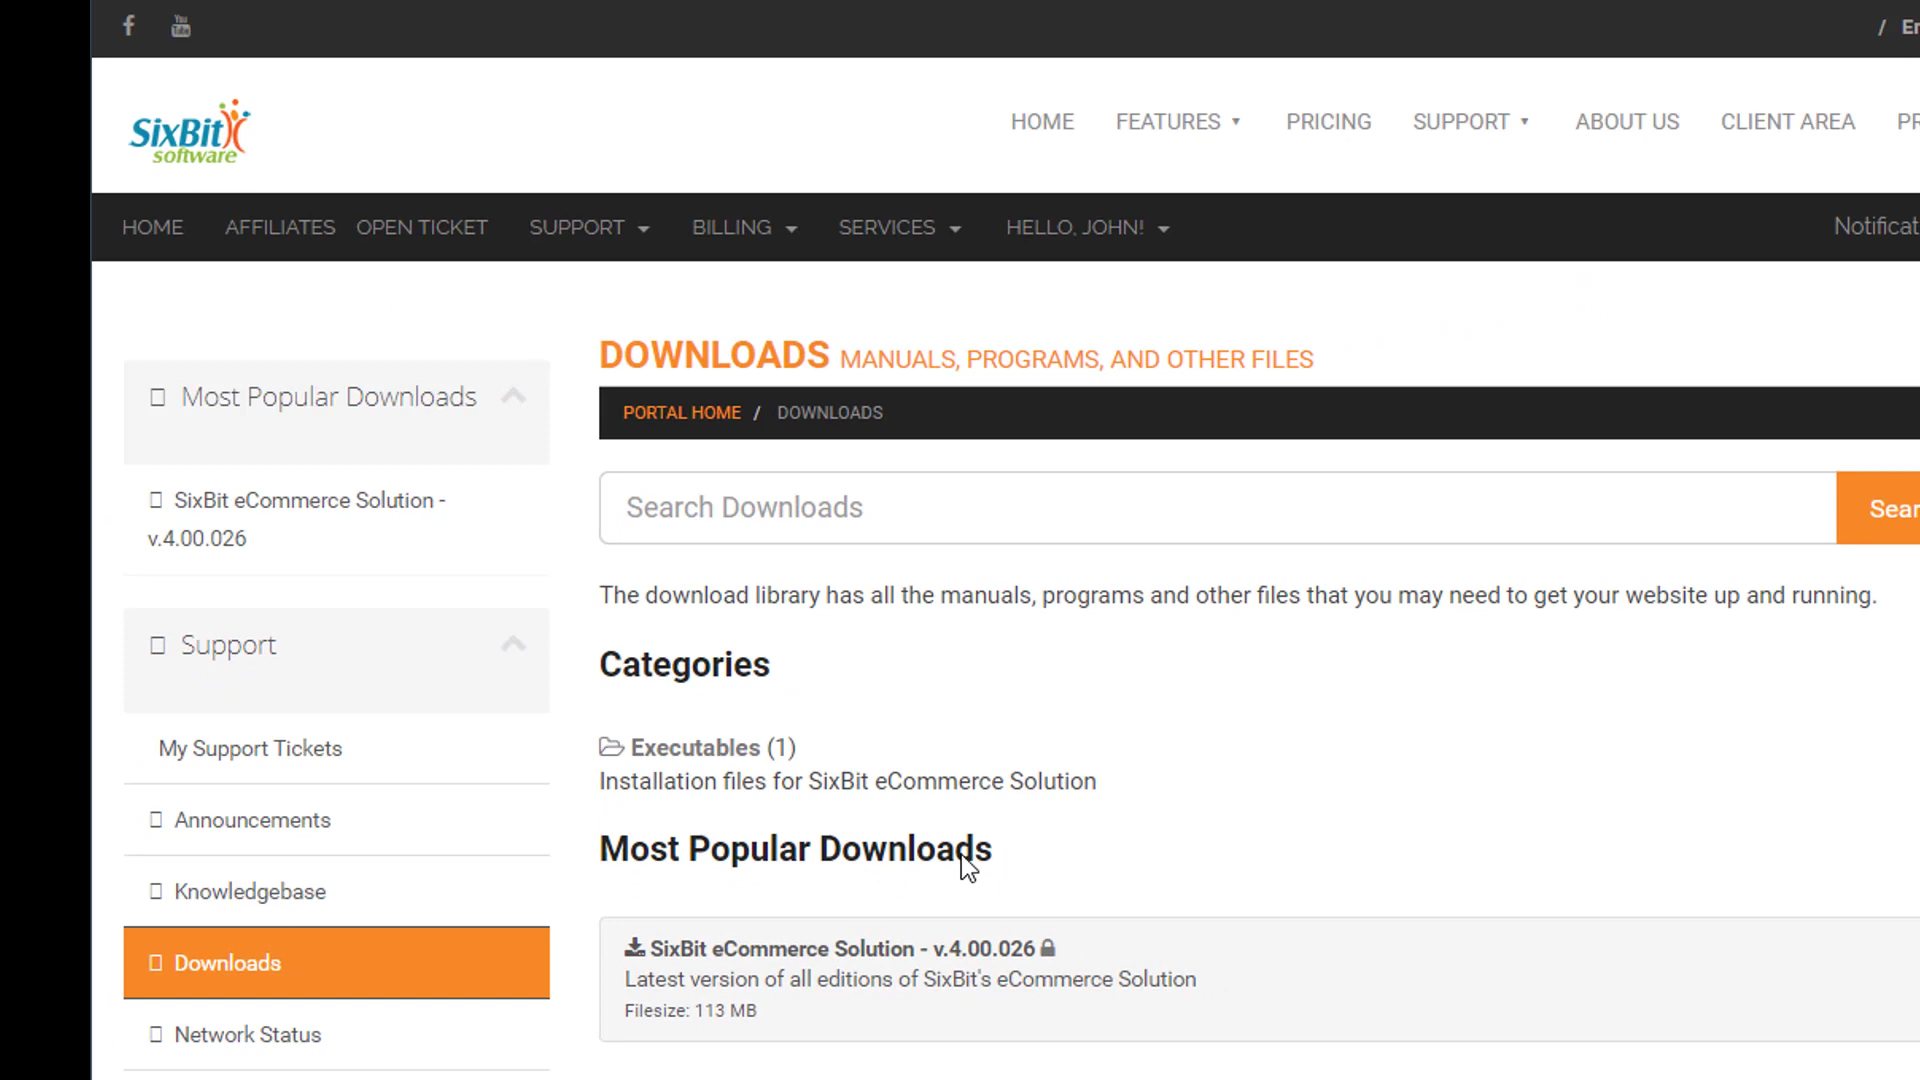 You
Tube
/ En
SixBit
software
HOME FEATURES ▼ PRICING SUPPORT ▼ ABOUT US CLIENT AREA PR
HOME AFFILIATES OPEN TICKET SUPPORT BILLING SERVICES HELLO, JOHN! Notificat
DOWNLOADS MANUALS, PROGRAMS, AND OTHER FILES
PORTAL HOME / DOWNLOADS
Search Downloads
Sear
The download library has all the manuals, programs and other files that you may need to get your website up and running.
Categories
Executables (1)
Installation files for SixBit eCommerce Solution
Most Popular Downloads
SixBit eCommerce Solution - v.4.00.026
Latest version of all editions of SixBit's eCommerce Solution
Filesize: 113 MB
Most Popular Downloads
SixBit eCommerce Solution -
v.4.00.026
Support
My Support Tickets
Announcements
Knowledgebase
Downloads
Network Status